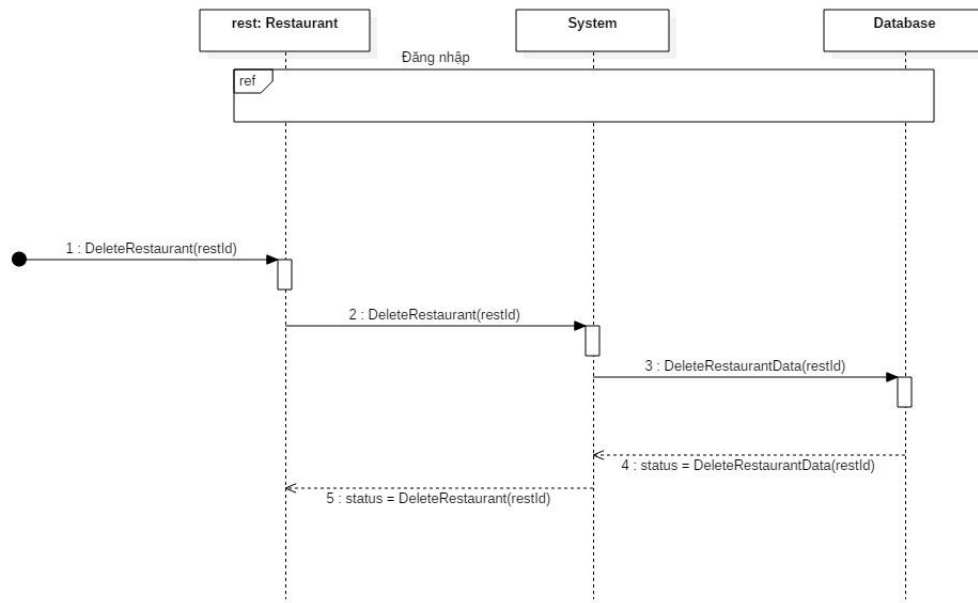 rest: Restaurant
System
Database
Đăng nhập
ref
1 : DeleteRestaurant(restId)
2 : DeleteRestaurant(restId)
3 : DeleteRestaurantData(restId)
4 : status = DeleteRestaurantData(restId)
5 : status = DeleteRestaurant(restId)